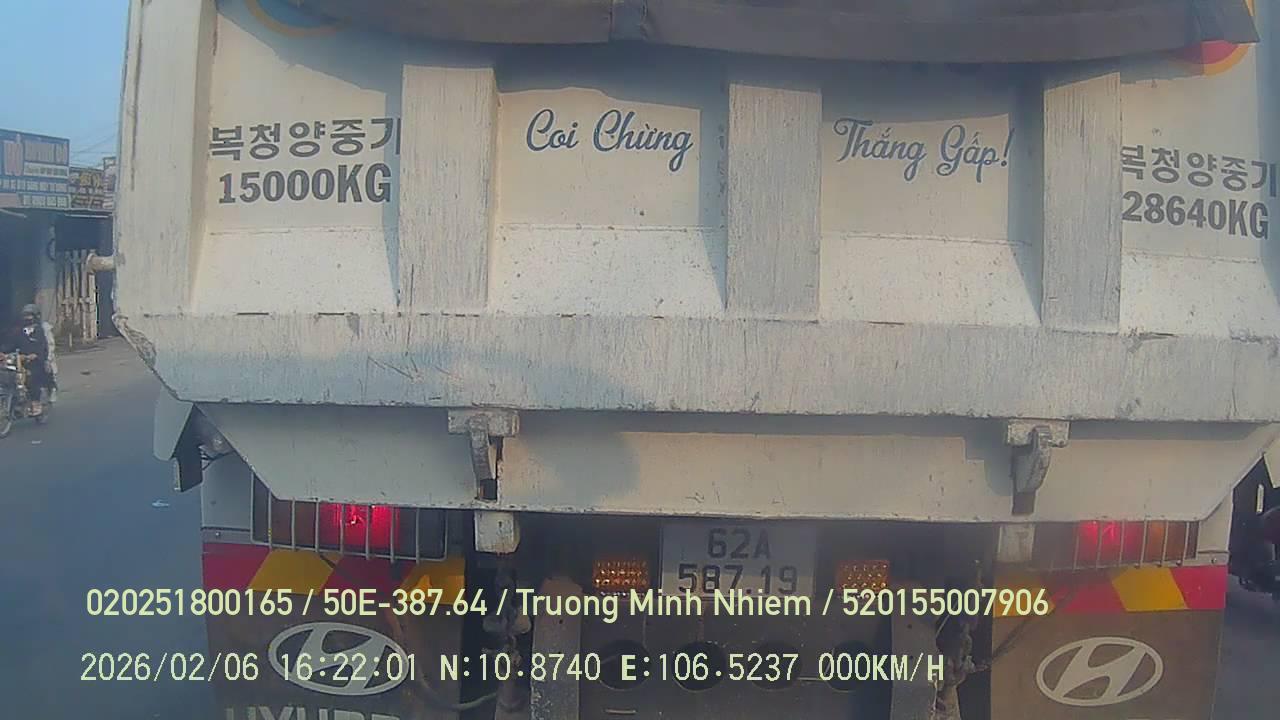 복청양중기
15000KG
Coi Chừng
Thắng Gấp!
복청양중기
28640KG
62A
587.19
020251800165 / 50E-387.64 / Truong Minh Nhiem / 520155007906
2026/02/06 16:22:01 N:10.8740 E:106.5237 000KM/H